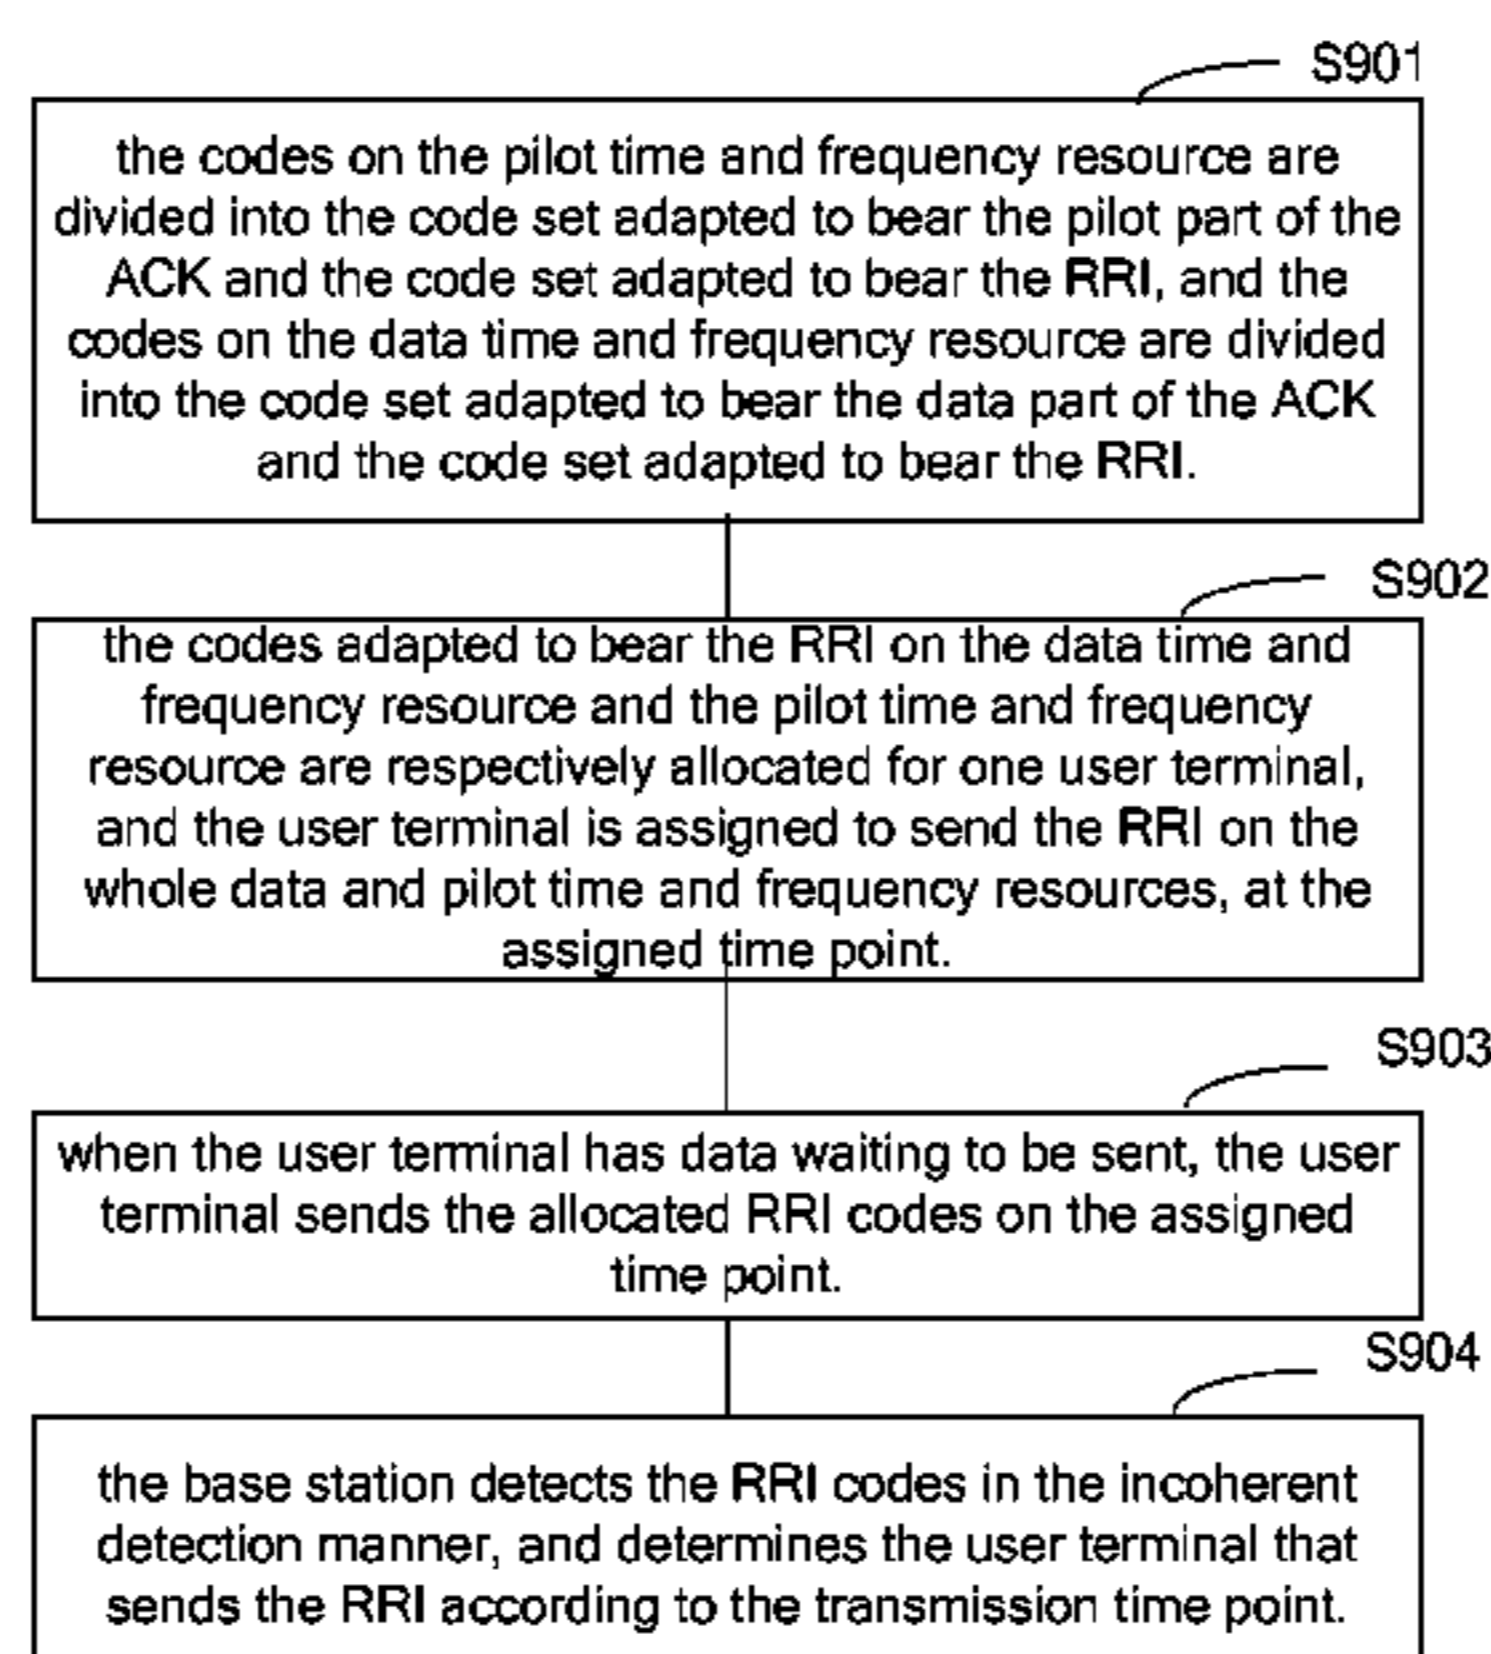 S901
the codes on the pilot time and frequency resource are
divided into the code set adapted to bear the pilot part of the
ACK and the code set adapted to bear the RRI, and the
codes on the data time and frequency resource are divided
into the code set adapted to bear the data part of the ACK
and the code set adapted to bear the RRI.
S902
the codes adapted to bear the RRI on the data time and
frequency resource and the pilot time and frequency
resource are respectively allocated for one user terminal,
and the user terminal is assigned to send the RRI on the
whole data and pilot time and frequency resources, at the
assigned time point.
S903
when the user terminal has data waiting to be sent, the user
terminal sends the allocated RRI codes on the assigned
time point.
S904
the base station detects the RRI codes in the incoherent
detection manner, and determines the user terminal that
sends the RRI according to the transmission time point.